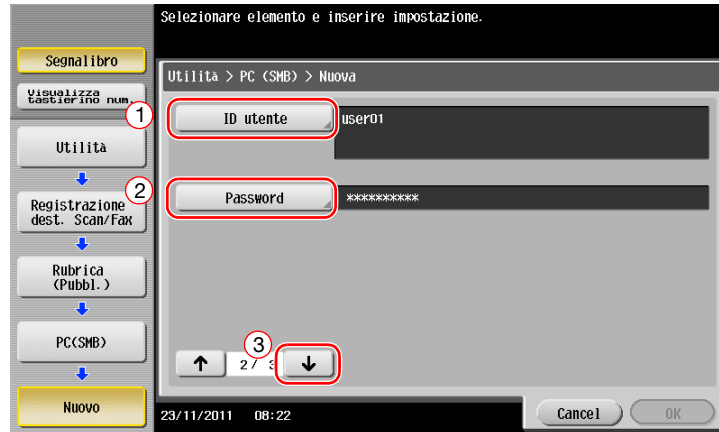 Selezionare elemento e inserire impostazione.
Segnalibro
Visualizza
tastierino num.
Utilità
Registrazione
dest. Scan/Fax
Rubrica
(Pubbl.)
PC(SMB)
Nuovo
Utilità > PC (SMB) > Nuova
1
ID utente
user01
2
Password
**********
3
↑
2/ 3
↓
23/11/2011 08:22
Cancel
OK